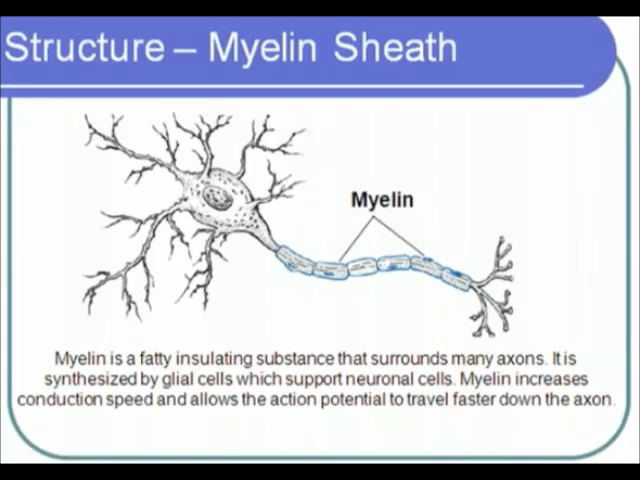 Structure – Myelin Sheath
Myelin
Myelin is a fatty insulating substance that surrounds many axons. It is
synthesized by glial cells which support neuronal cells. Myelin increases
conduction speed and allows the action potential to travel faster down the axon.